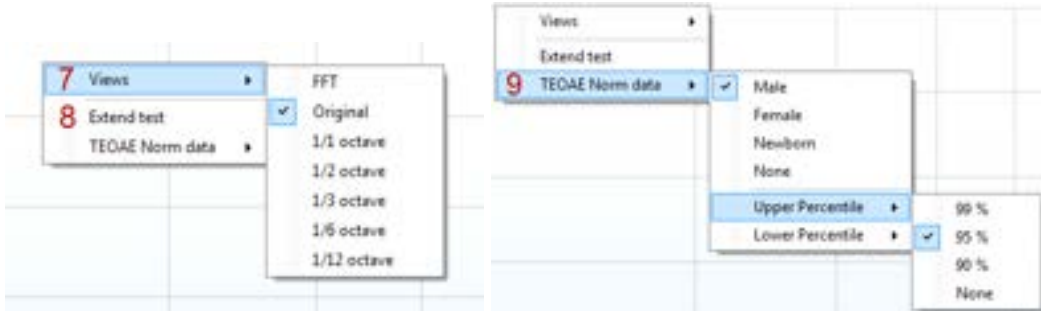 7 Views
8 Extend test
TEOAE Norm data
FFT
Original
1/1 octave
1/2 octave
1/3 octave
1/6 octave
1/12 octave
Views
Extend test
9 TEOAE Norm data
Male
Female
Newborn
None
Upper Percentile
Lower Percentile
99 %
95 %
90 %
None